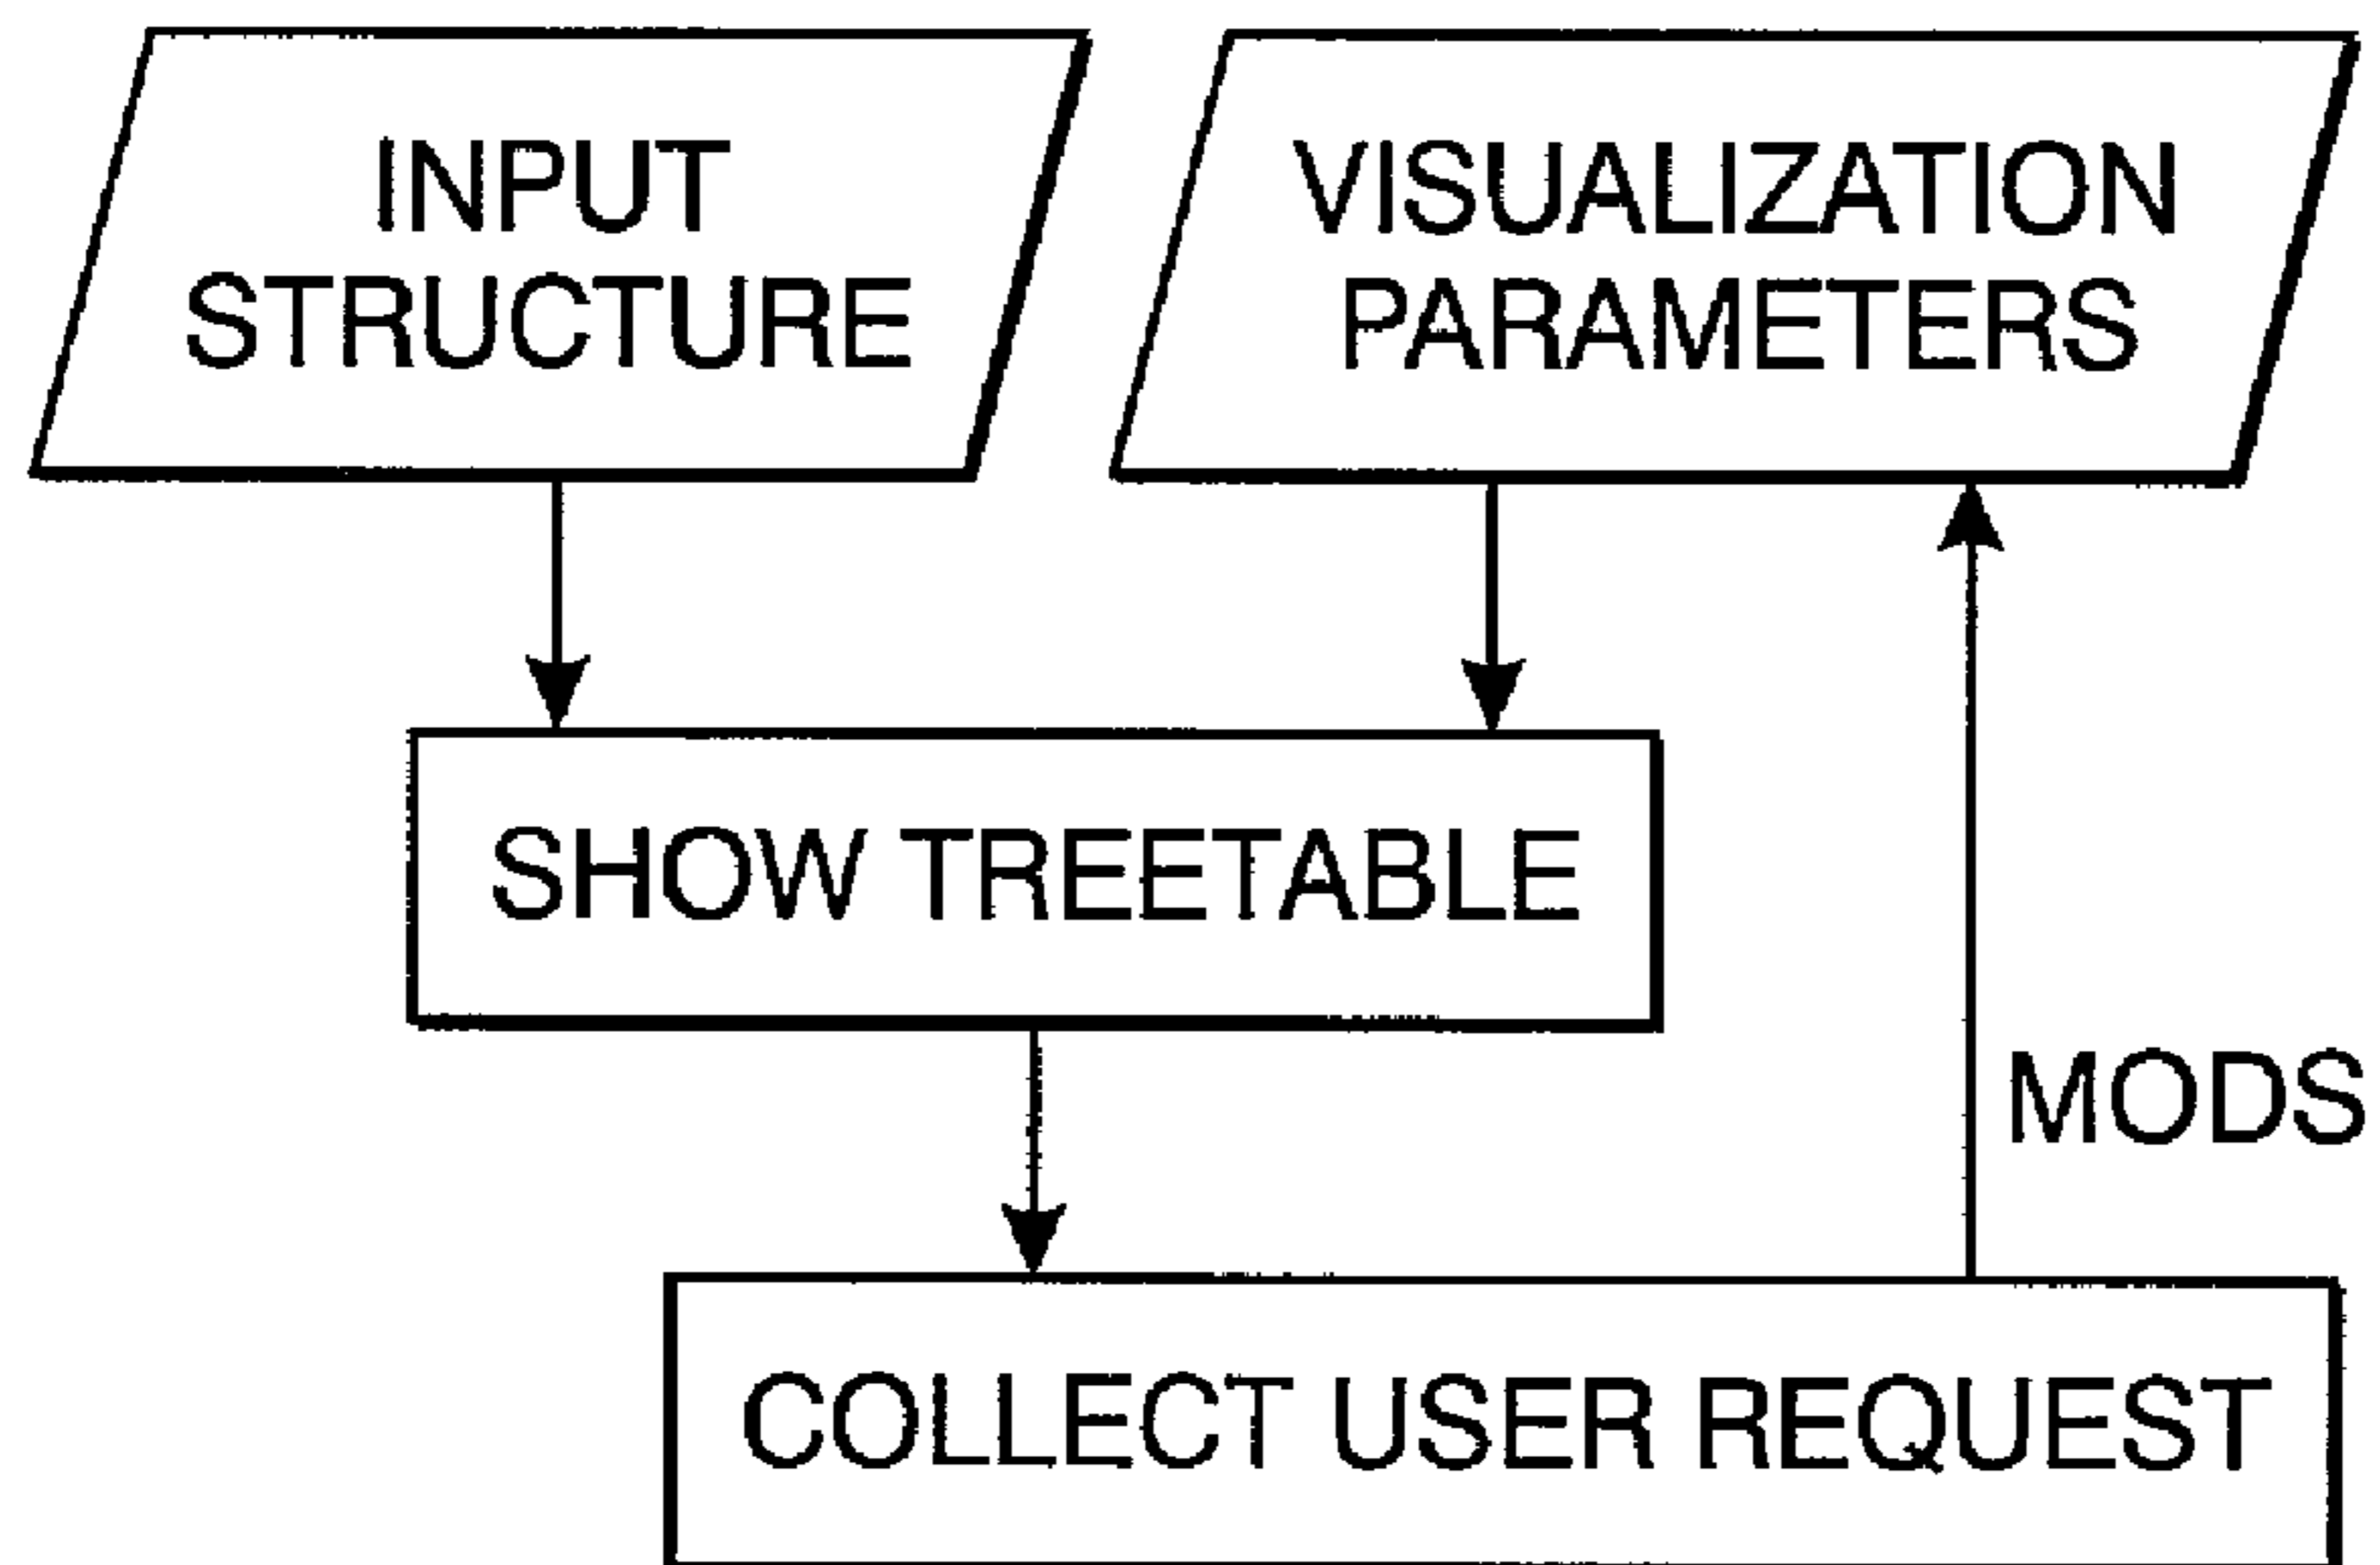 INPUT
STRUCTURE
VISUALIZATION
PARAMETERS
SHOW TREETABLE
MODS
COLLECT USER REQUEST